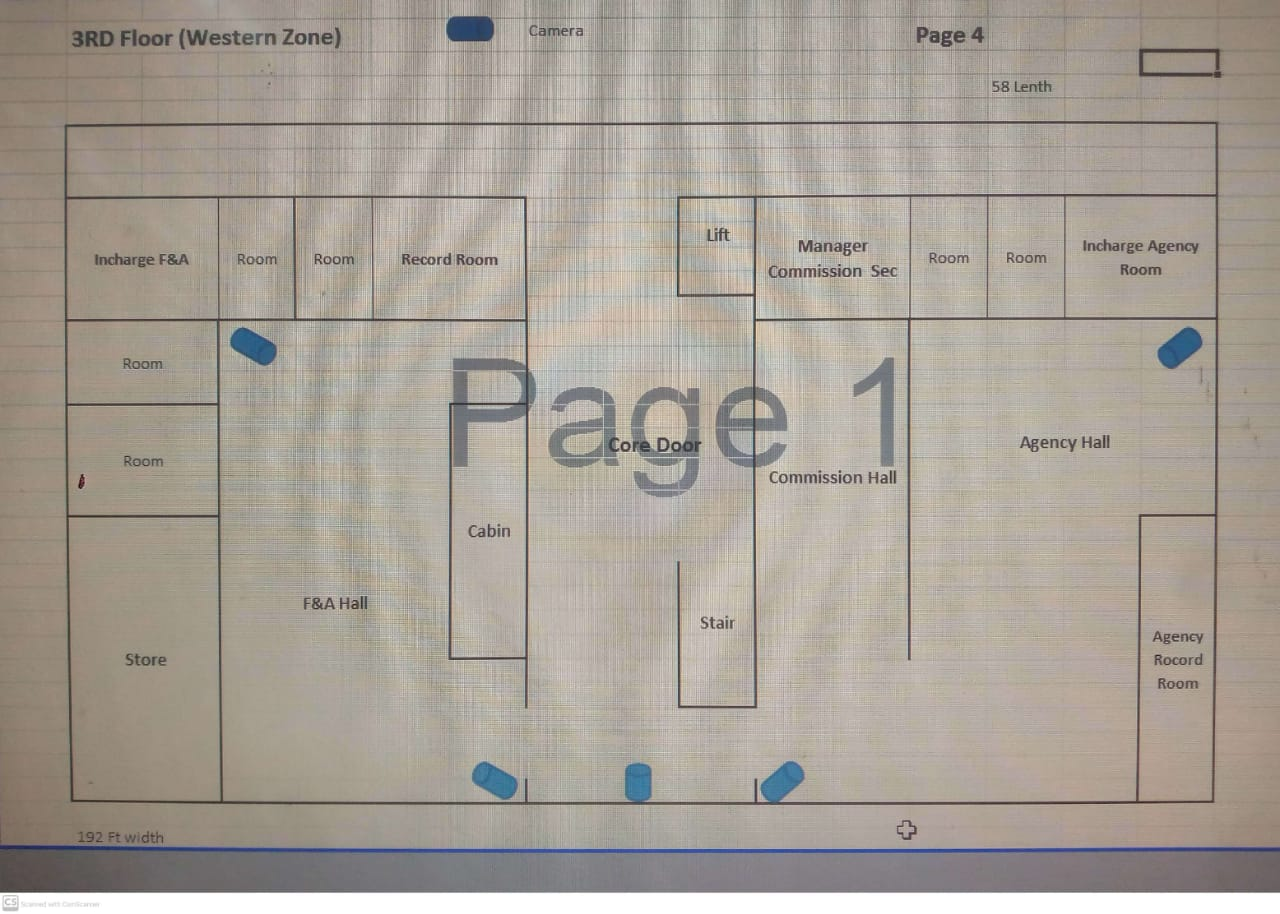 3RD Floor (Western Zone)
Camera
Page 4
58 Lenth
Incharge F&A
Room
Room
Record Room
Lift
Manager
Commission Sec
Room
Room
Incharge Agency
Room
Room
Page 1
Core Door
Agency Hall
Room
Commission Hall
Cabin
F&A Hall
Stair
Store
Agency
Rocord
Room
192 Ft width
CS Scanned with CamScanner